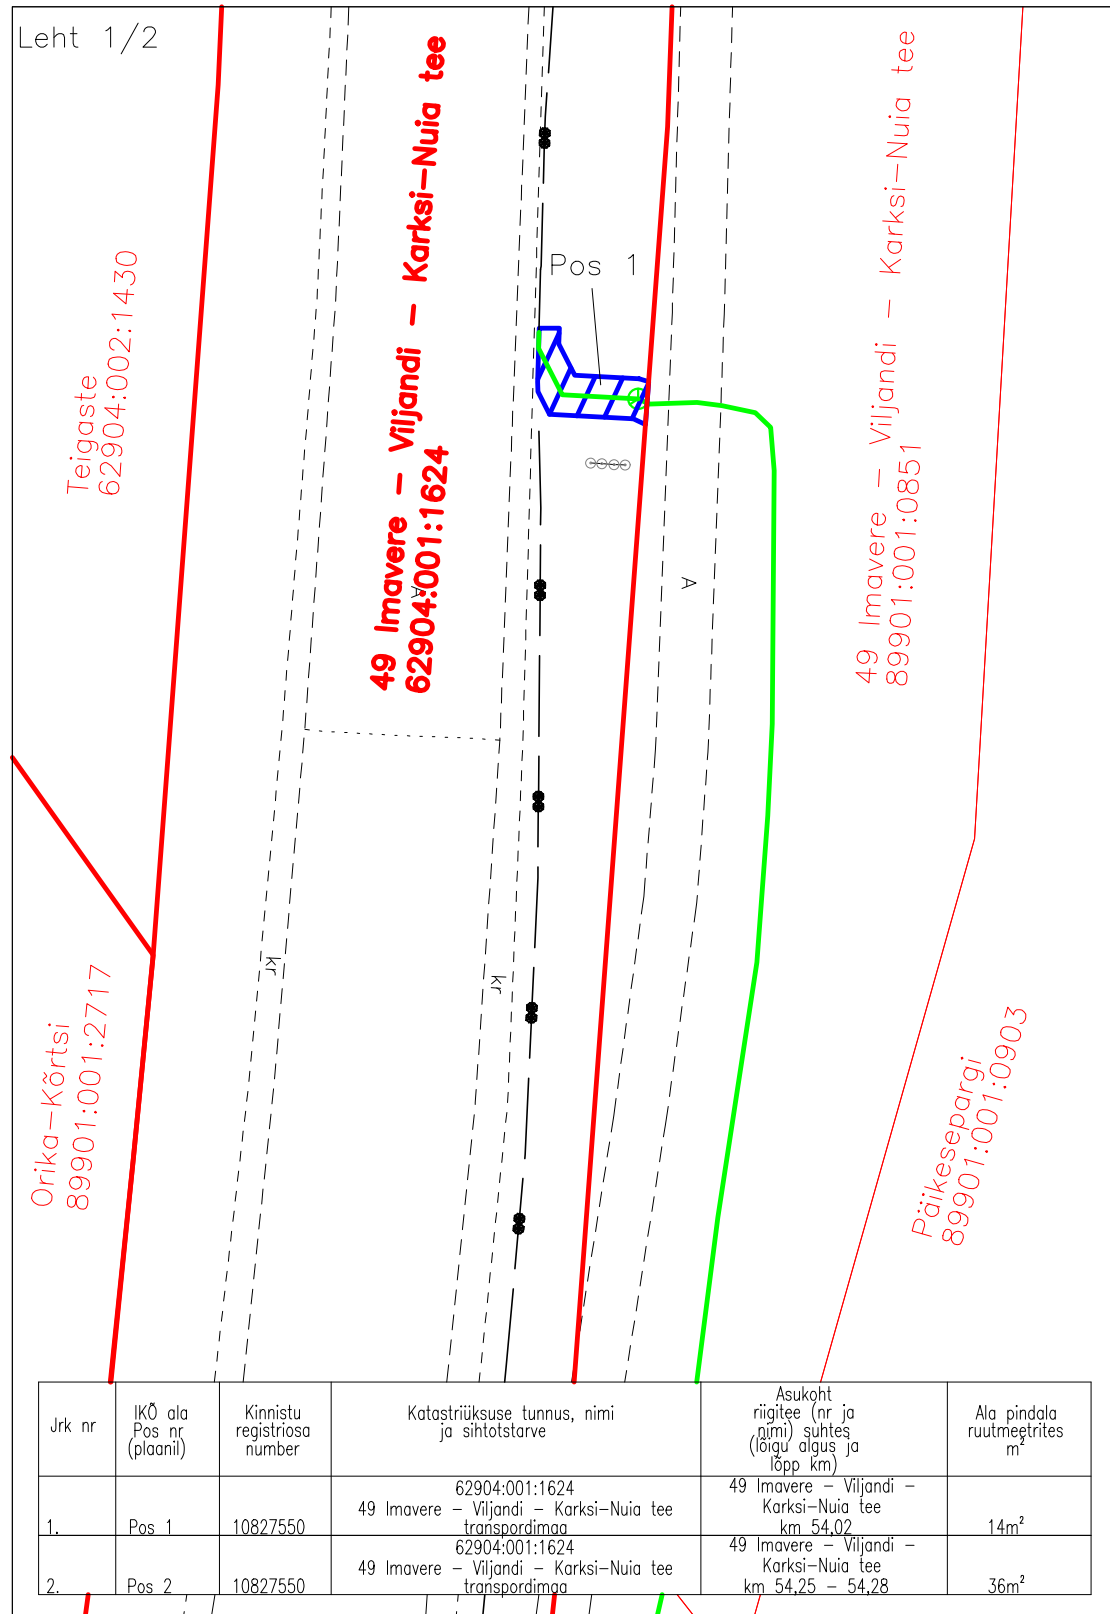 Leht 1/2
49 Imavere – Viljandi – Karksi-Nuia tee
62904:001:1624
49 Imavere – Viljandi – Karksi-Nuia tee
89901:001:0851
Pos 1
Teigaste
62904:002:1430
A
A
kr
kr
Orika-Kõrtsi
89901:001:2717
Päikesepargi
89901:001:0903
Jrk nr
IKÕ ala
Pos nr
(plaanil)
Kinnistu
registriosa
number
Katastriüksuse tunnus, nimi
ja sihtotstarve
Asukoht
riigitee (nr ja
nimi) suhtes
(lõigu algus ja
lõpp km)
Ala pindala
ruutmeetrites
m²
1.
Pos 1
10827550
62904:001:1624
49 Imavere – Viljandi – Karksi-Nuia tee
transpordimaa
49 Imavere – Viljandi –
Karksi-Nuia tee
km 54,02
14m²
2.
Pos 2
10827550
62904:001:1624
49 Imavere – Viljandi – Karksi-Nuia tee
transpordimaa
49 Imavere – Viljandi –
Karksi-Nuia tee
km 54,25 – 54,28
36m²